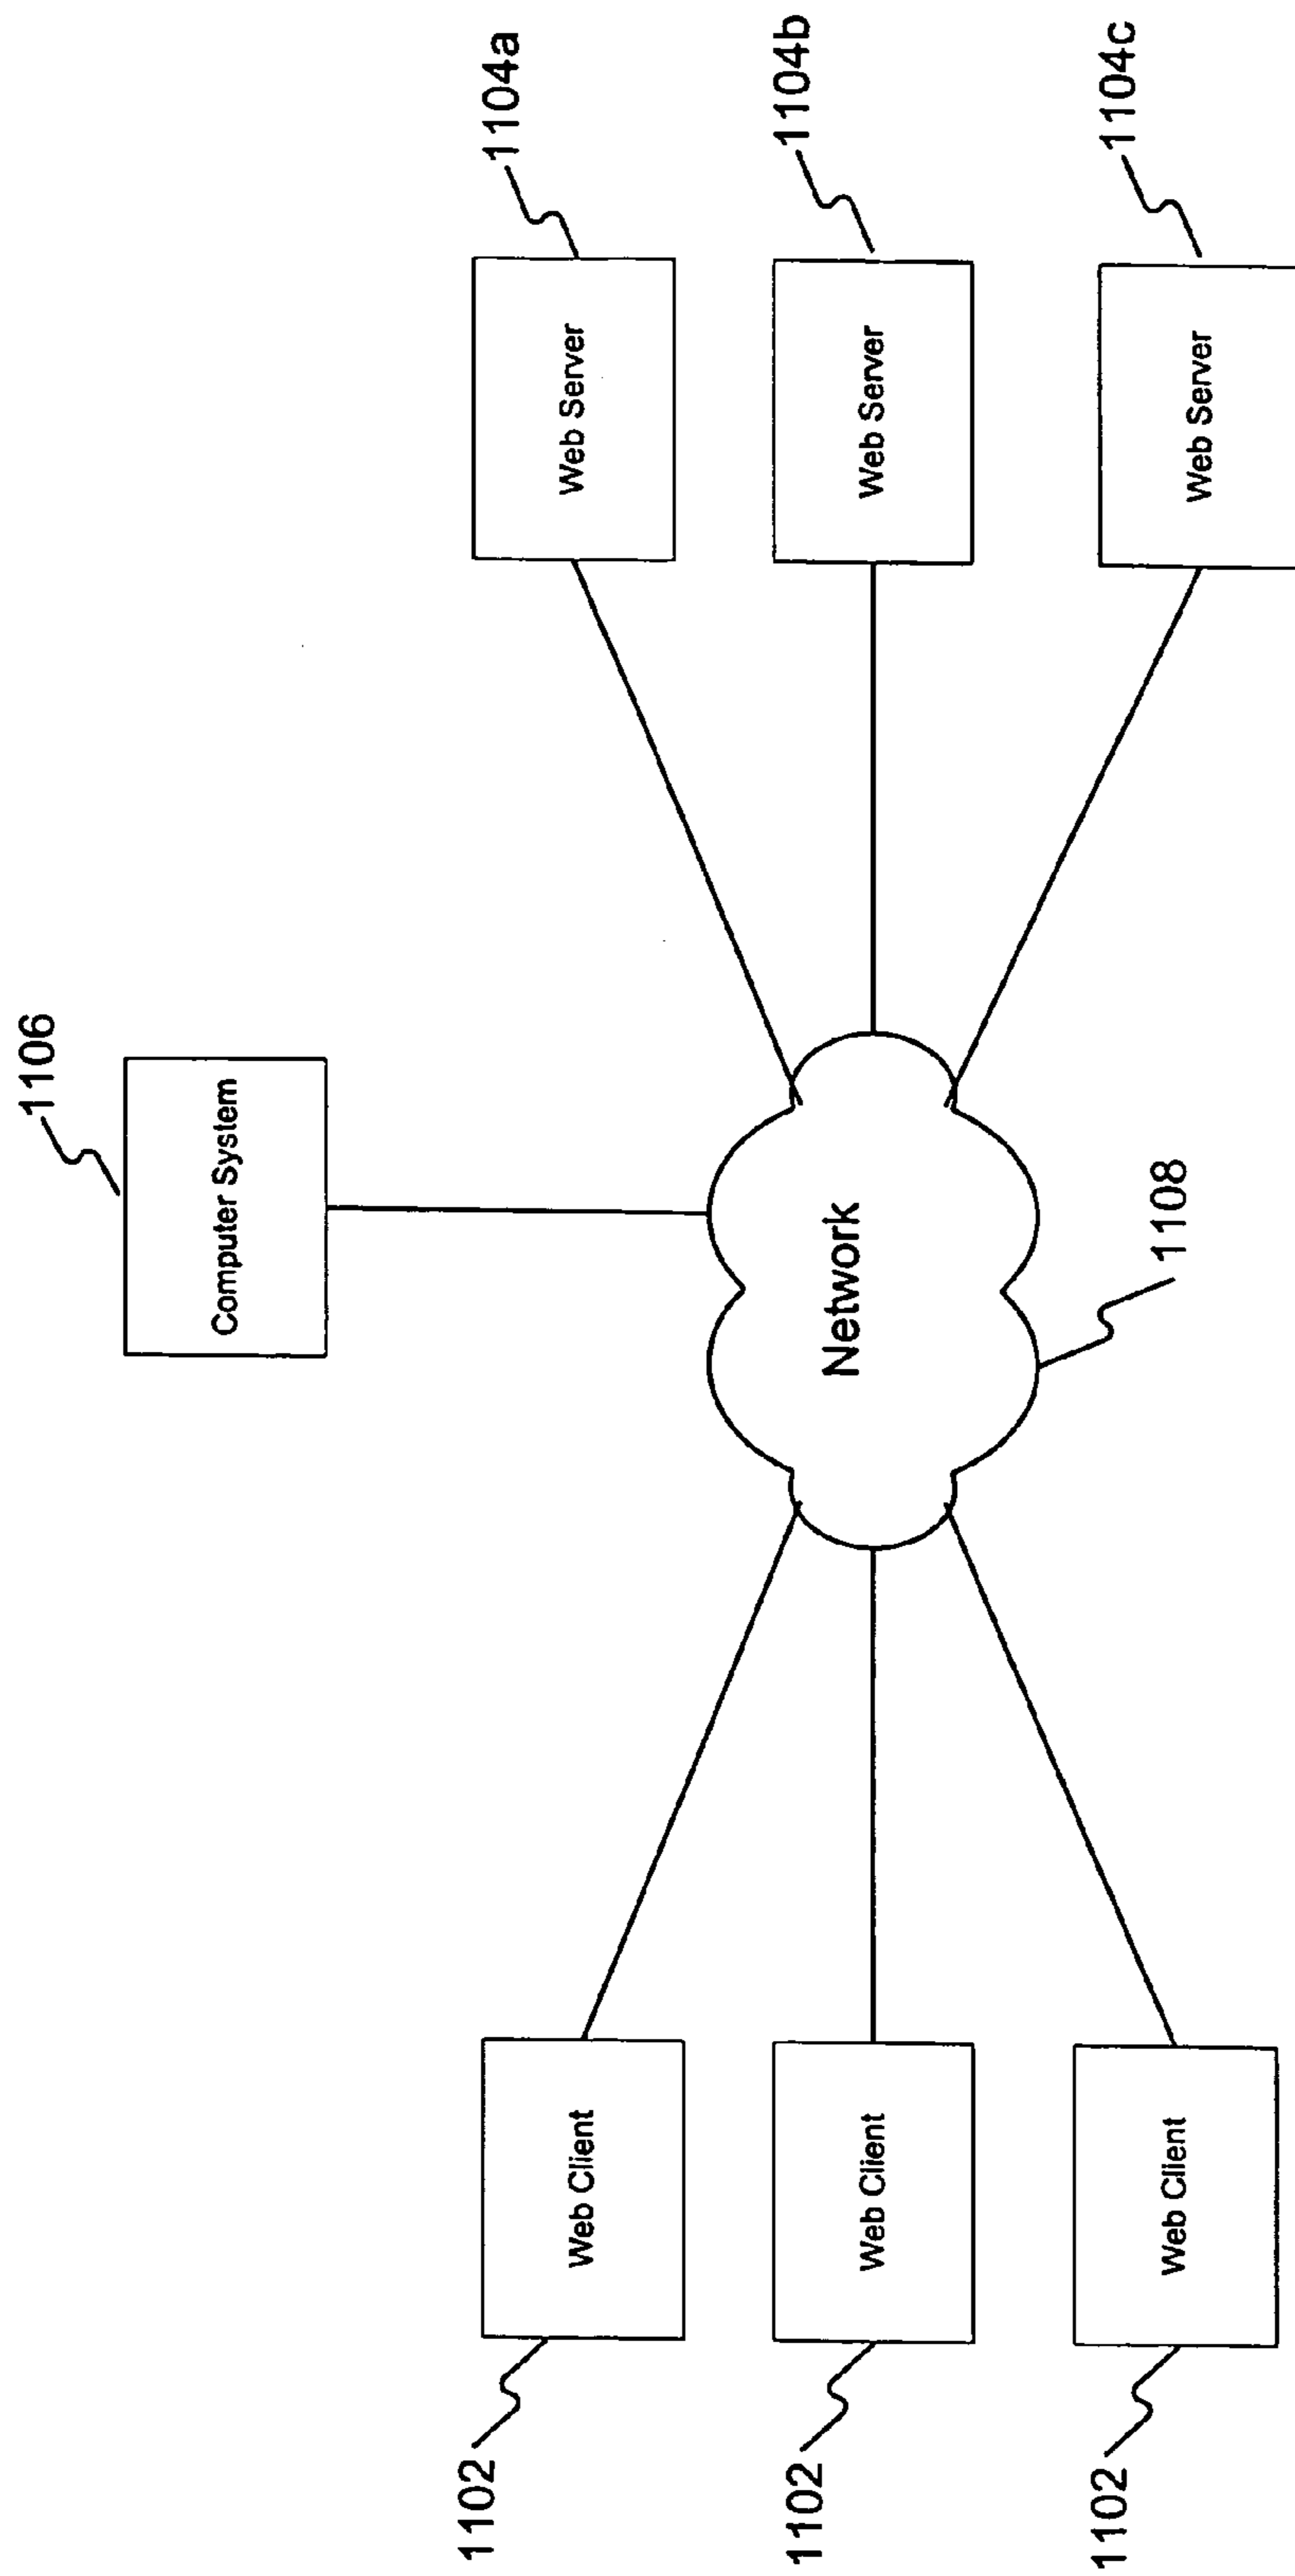 1106
Computer System
1102
Web Client
1102
Web Client
1102
Web Client
Network
1108
Web Server
1104a
Web Server
1104b
Web Server
1104c